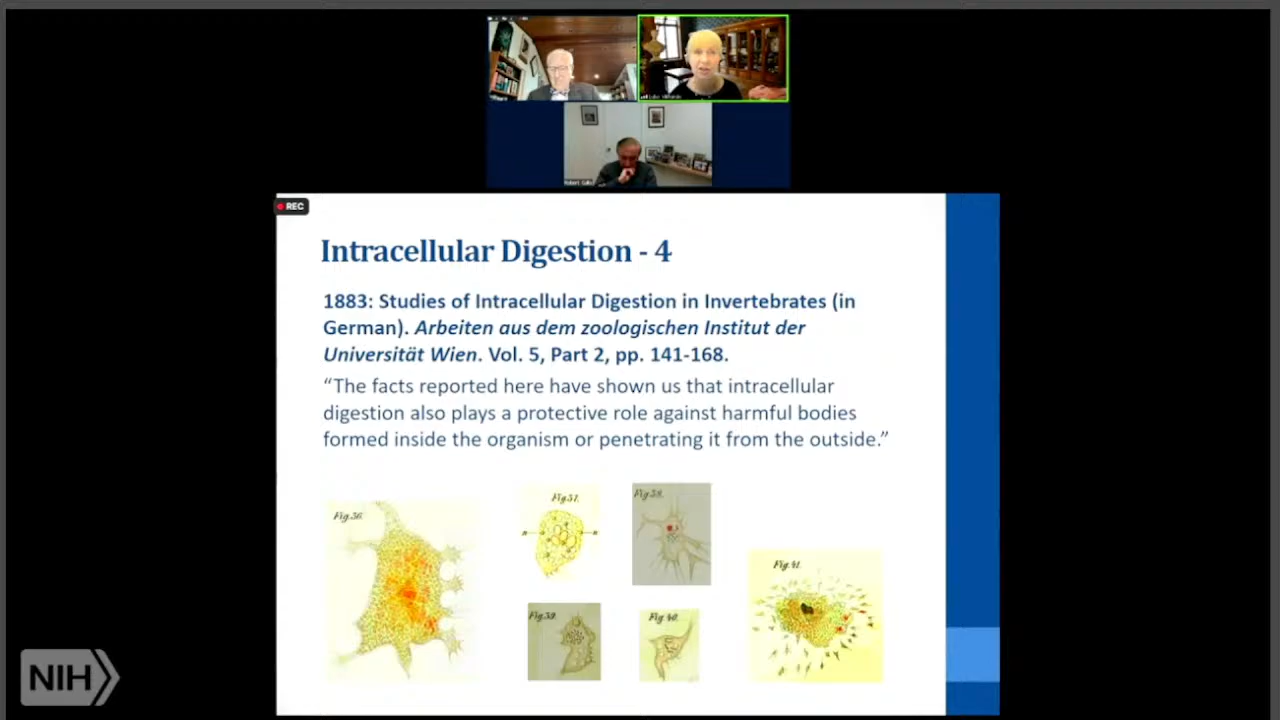 REC
Intracellular Digestion - 4
1883: Studies of Intracellular Digestion in Invertebrates (in
German). Arbeiten aus dem zoologischen Institut der
Universität Wien. Vol. 5, Part 2, pp. 141-168.
“The facts reported here have shown us that intracellular
digestion also plays a protective role against harmful bodies
formed inside the organism or penetrating it from the outside.”
Fig. 36.
Fig. 37.
Fig. 38.
Fig. 39.
Fig. 40.
Fig. 41.
NIH